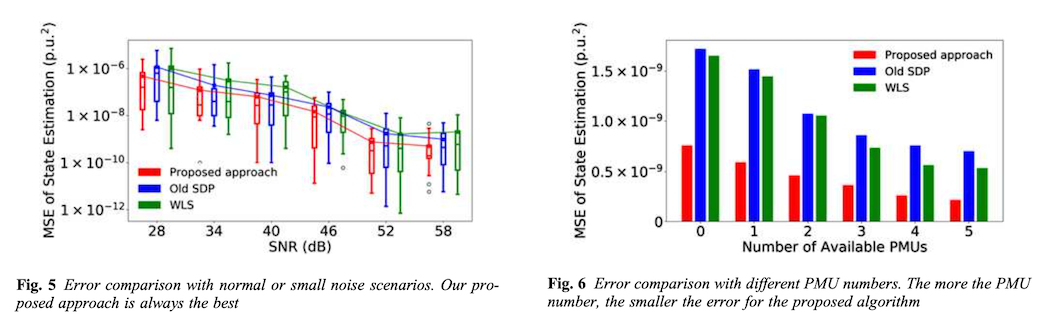 MSE of State Estimation (p.u.²)
1 × 10⁻⁶
1 × 10⁻⁸
1 × 10⁻¹⁰
1 × 10⁻¹²
Proposed approach
Old SDP
WLS
28 34 40 46 52 58
SNR (dB)
Fig. 5 Error comparison with normal or small noise scenarios. Our pro-
posed approach is always the best
MSE of State Estimation (p.u.²)
1.5 × 10⁻⁹
1.0 × 10⁻⁹
0.5 × 10⁻⁹
0
Proposed approach
Old SDP
WLS
0 1 2 3 4 5
Number of Available PMUs
Fig. 6 Error comparison with different PMU numbers. The more the PMU
number, the smaller the error for the proposed algorithm